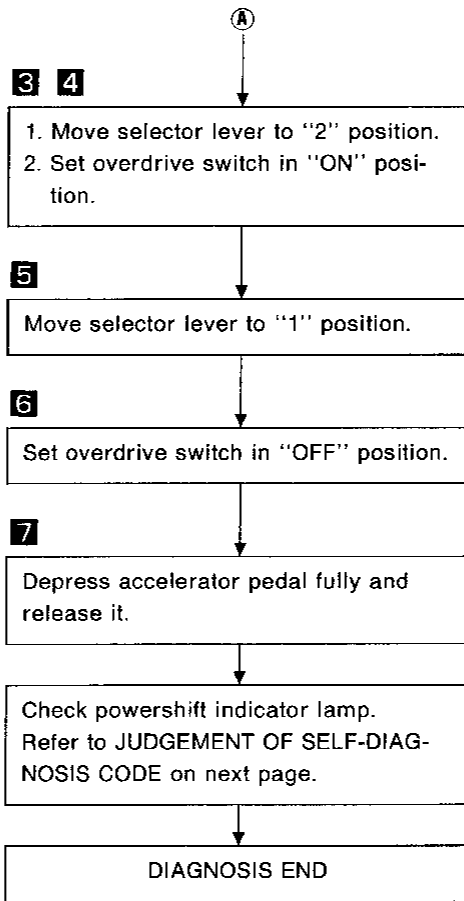 A
3 4
1. Move selector lever to "2" position.
2. Set overdrive switch in "ON" posi-
tion.
5
Move selector lever to "1" position.
6
Set overdrive switch in "OFF" position.
7
Depress accelerator pedal fully and
release it.
Check powershift indicator lamp.
Refer to JUDGEMENT OF SELF-DIAG-
NOSIS CODE on next page.
DIAGNOSIS END